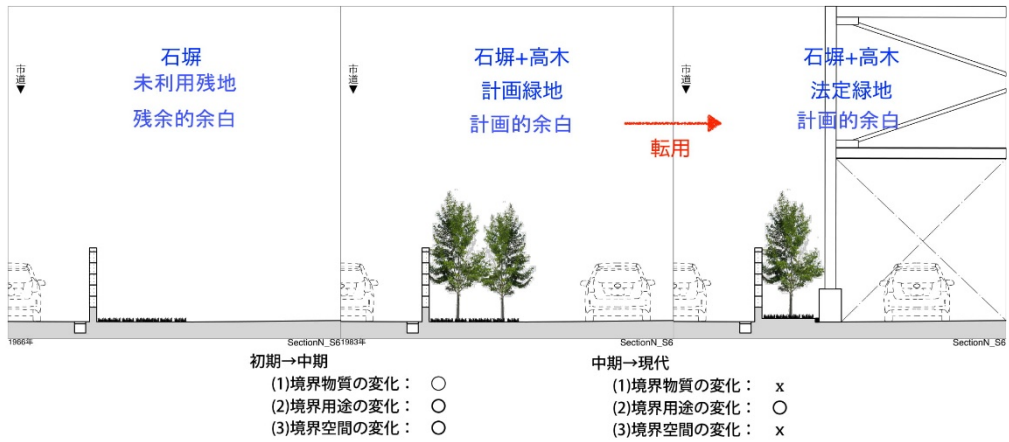 石塀
未利用残地
残余的余白
市道▼
石塀+高木
計画緑地
計画的余白
市道▼
転用
石塀+高木
法定緑地
計画的余白
市道▼
1966年
SectionN_S6
1983年
SectionN_S6
SectionN_S6
初期→中期
(1)境界物質の変化： ○
(2)境界用途の変化： ○
(3)境界空間の変化： ○
中期→現代
(1)境界物質の変化： x
(2)境界用途の変化： ○
(3)境界空間の変化： x